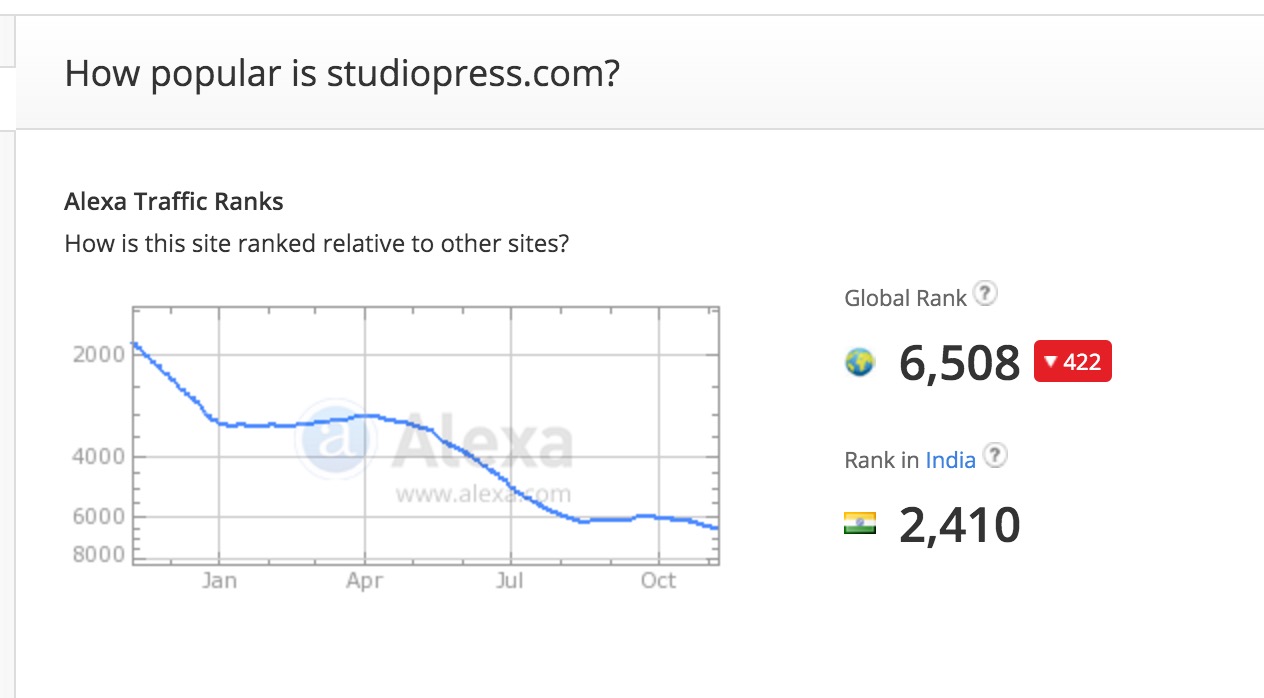 How popular is studiopress.com?
Alexa Traffic Ranks
How is this site ranked relative to other sites?
Global Rank ?
6,508 ▼ 422
Rank in India ?
2,410
2000
4000
6000
8000
Jan Apr Jul Oct
a Alexa
www.alexa.com